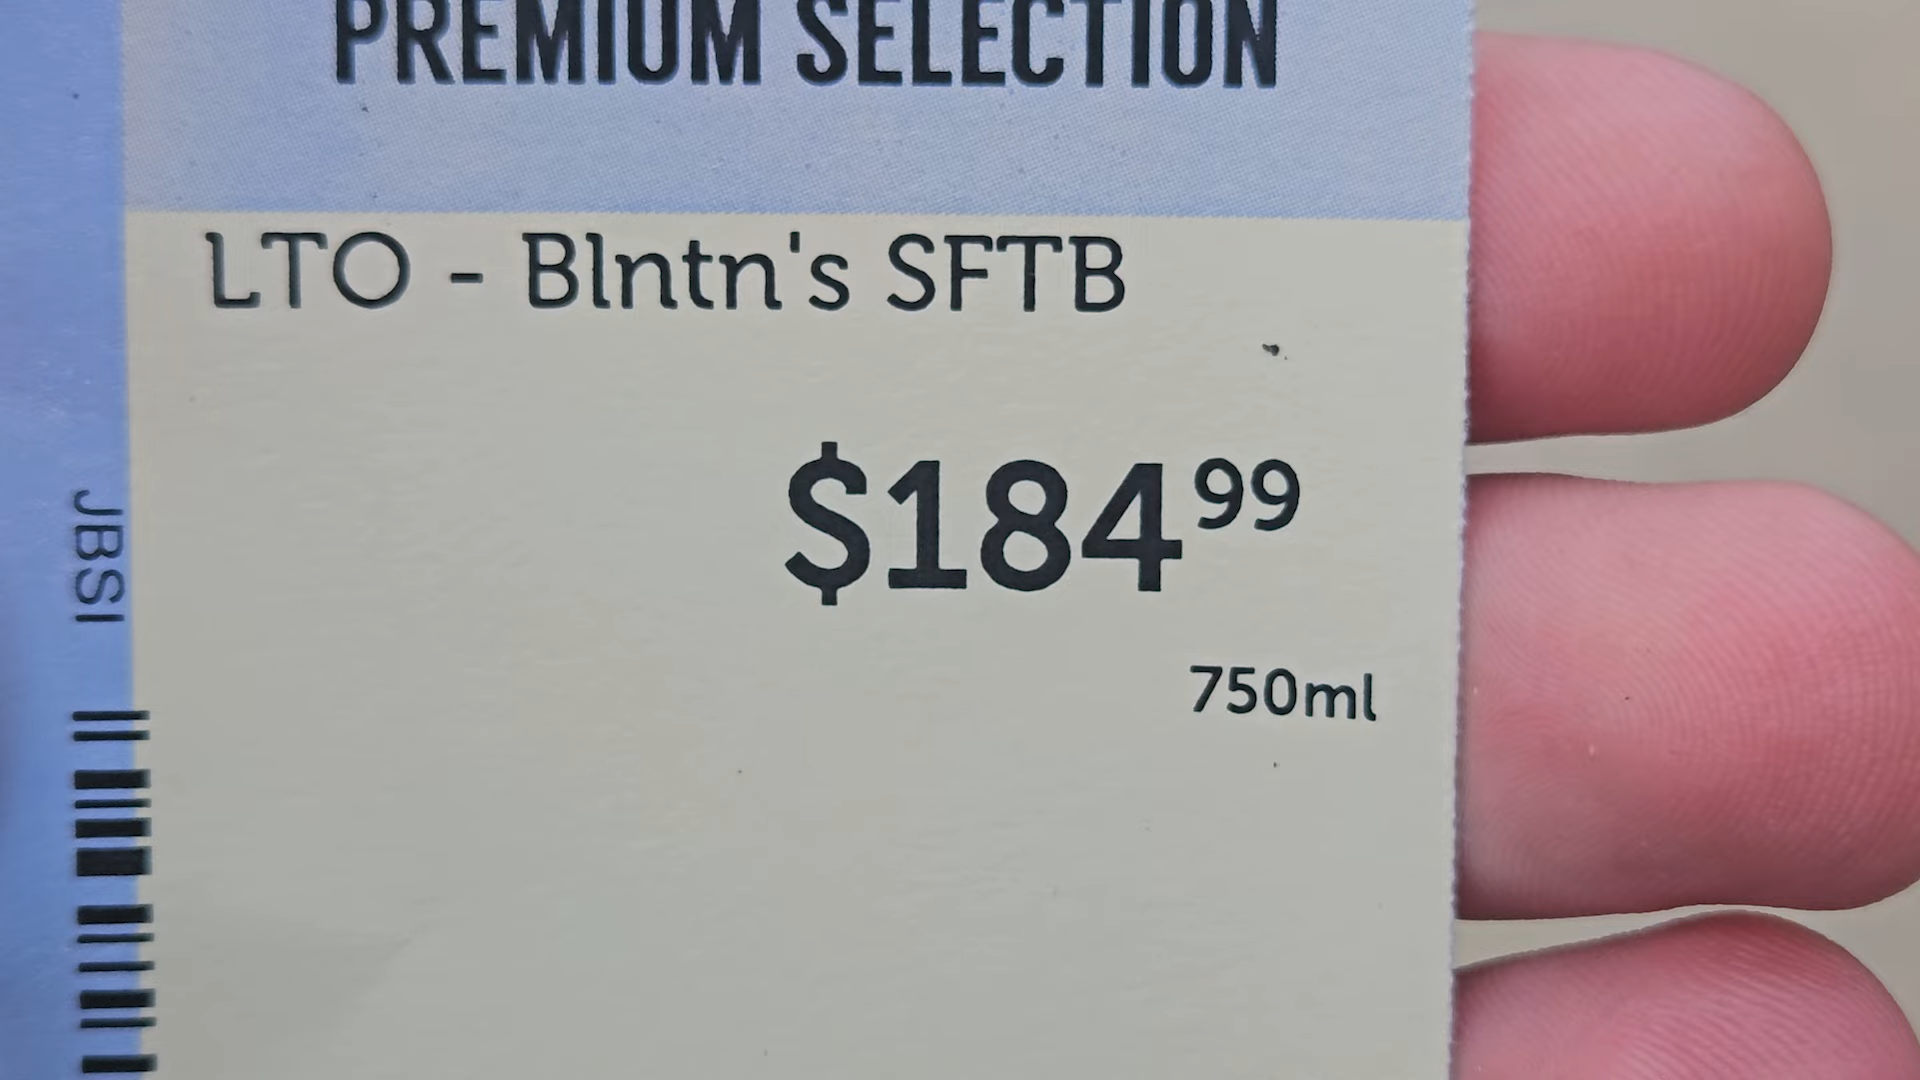 PREMIUM SELECTION
LTO - Blntn's SFTB
$184.99
750ml
JBSI